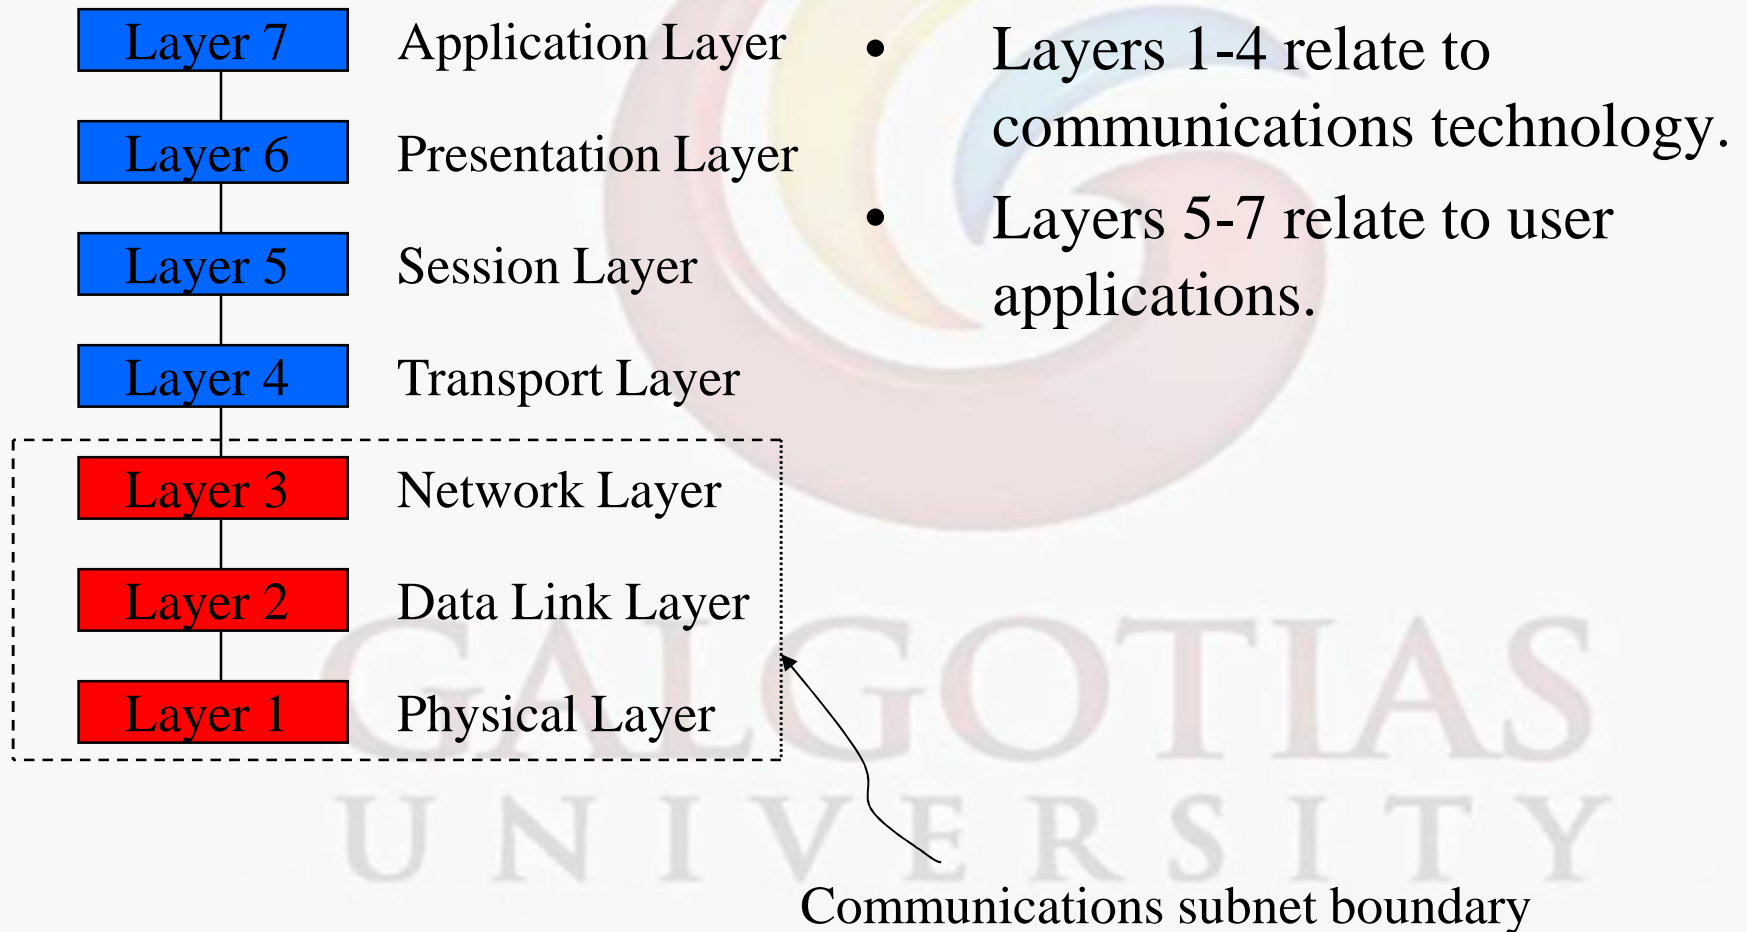 Layer 7 Application Layer
Layer 6 Presentation Layer
Layer 5 Session Layer
Layer 4 Transport Layer
Layer 3 Network Layer
Layer 2 Data Link Layer
Layer 1 Physical Layer
• Layers 1-4 relate to
communications technology.
• Layers 5-7 relate to user
applications.
Communications subnet boundary
GALGOTIAS
UNIVERSITY